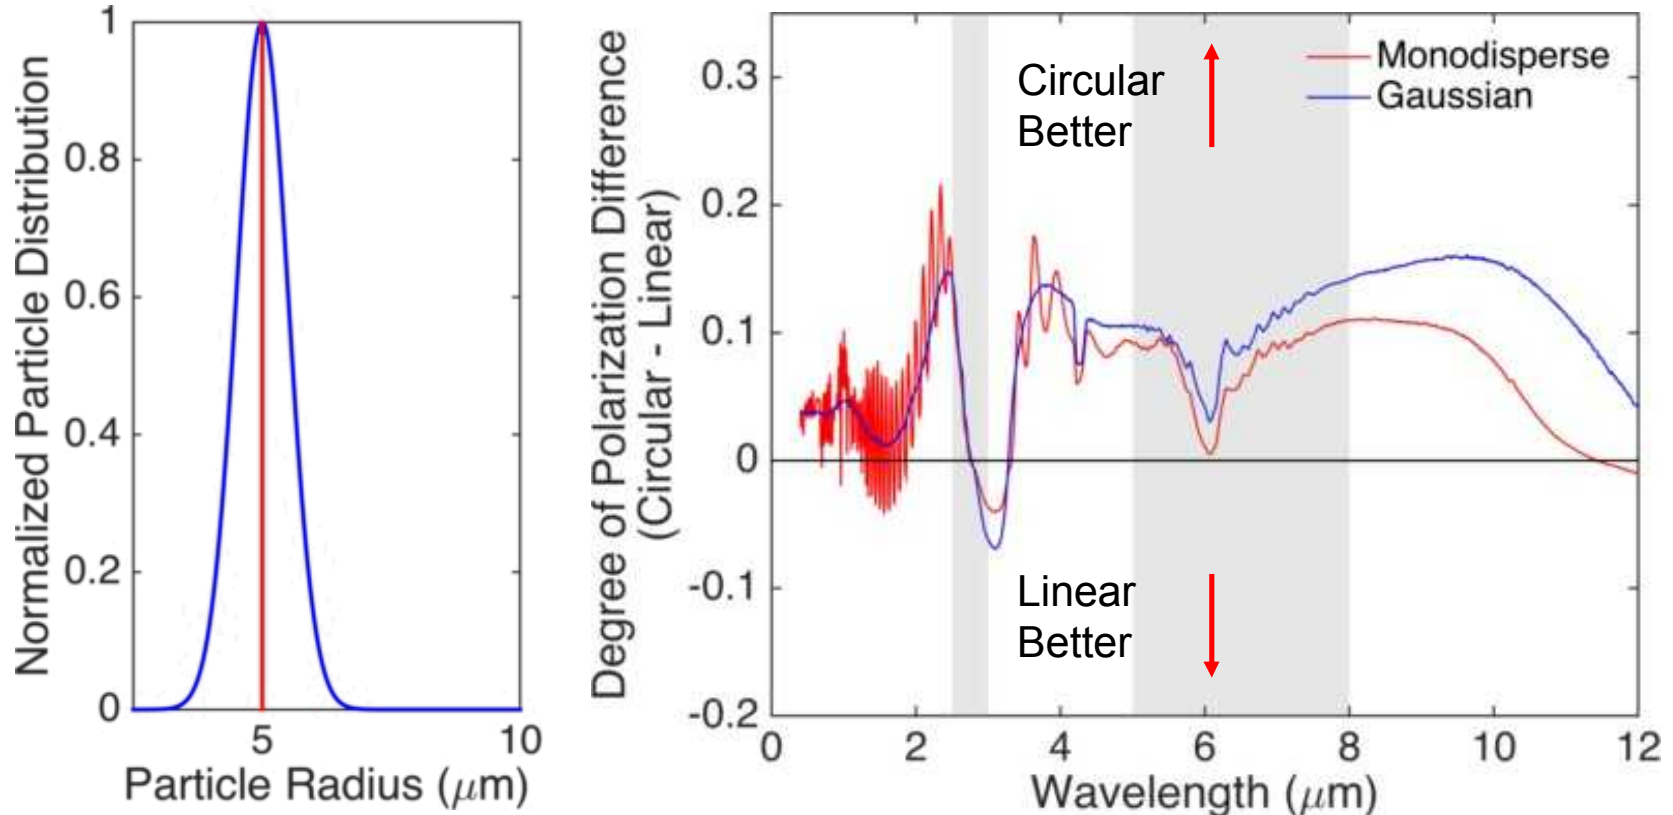 Normalized Particle Distribution
1
0.8
0.6
0.4
0.2
0
5
10
Particle Radius (μm)
Degree of Polarization Difference
(Circular - Linear)
0.3
0.2
0.1
0
-0.1
-0.2
Circular
Better
Monodisperse
Gaussian
Linear
Better
0
2
4
6
8
10
12
Wavelength (μm)